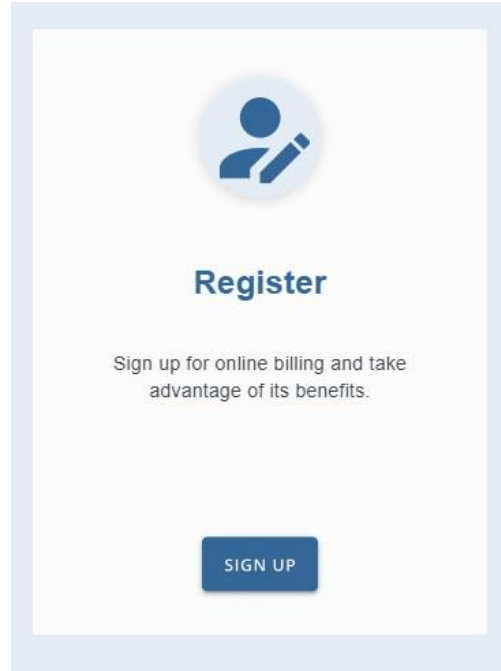 Register
Sign up for online billing and take
advantage of its benefits.
SIGN UP